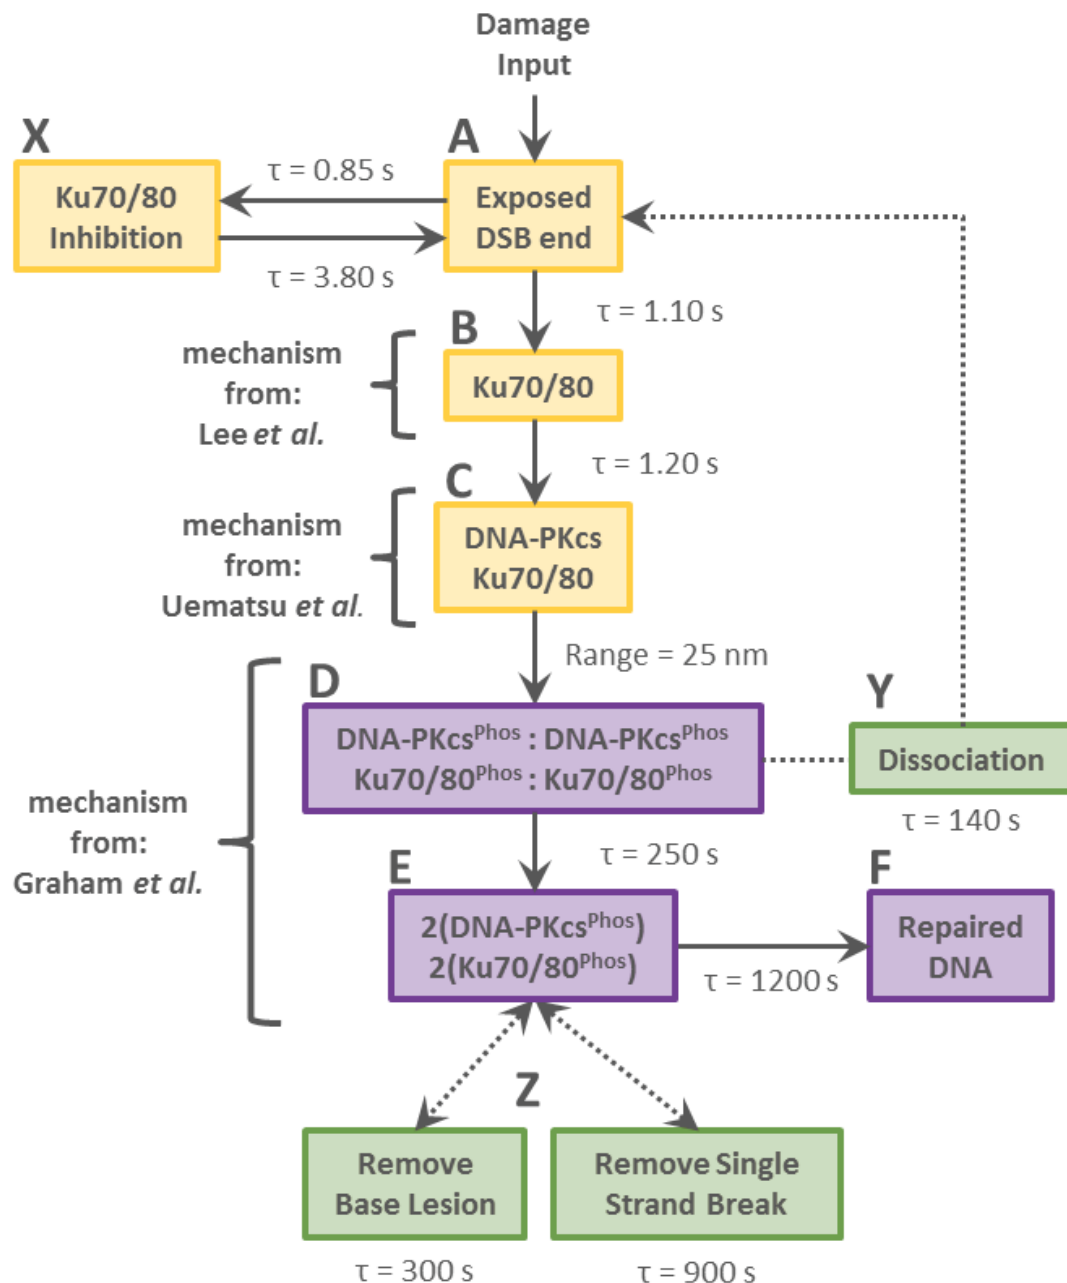 Damage
Input
X
A
τ = 0.85 s
Ku70/80
Inhibition
Exposed
DSB end
τ = 3.80 s
τ = 1.10 s
B
mechanism
from:
Lee et al.
Ku70/80
τ = 1.20 s
C
mechanism
from:
Uematsu et al.
DNA-PKcs
Ku70/80
Range = 25 nm
D
Y
DNA-PKcsPhos : DNA-PKcsPhos
Ku70/80Phos : Ku70/80Phos
Dissociation
τ = 140 s
mechanism
from:
Graham et al.
τ = 250 s
E
F
2(DNA-PKcsPhos)
2(Ku70/80Phos)
Repaired
DNA
τ = 1200 s
Z
Remove
Base Lesion
Remove Single
Strand Break
τ = 300 s
τ = 900 s